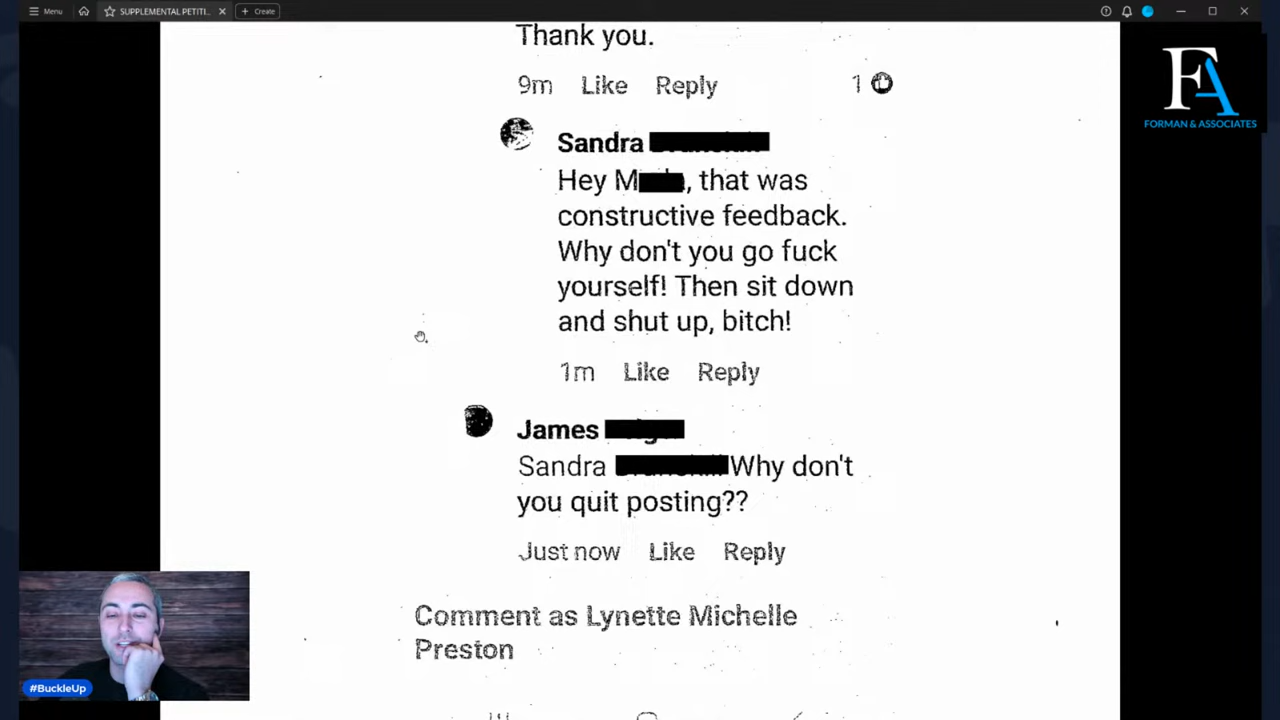 Menu
SUPPLEMENTAL PETITI...
Create
Thank you.
9m Like Reply 1
FA
FORMAN & ASSOCIATES
Sandra
Hey M, that was
constructive feedback.
Why don't you go fuck
yourself! Then sit down
and shut up, bitch!
1m Like Reply
James
Sandra Why don't
you quit posting??
Just now Like Reply
Comment as Lynette Michelle
Preston
#BuckleUp